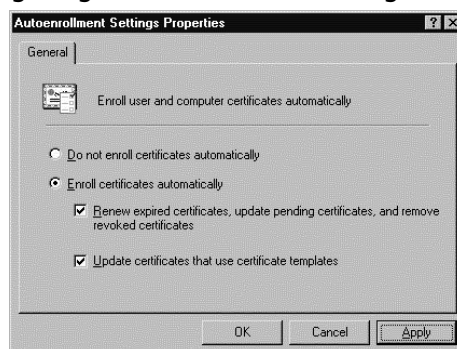 Autoenrollment Settings Properties
General
Enroll user and computer certificates automatically
Do not enroll certificates automatically
Enroll certificates automatically
Renew expired certificates, update pending certificates, and remove
revoked certificates
Update certificates that use certificate templates
OK Cancel Apply